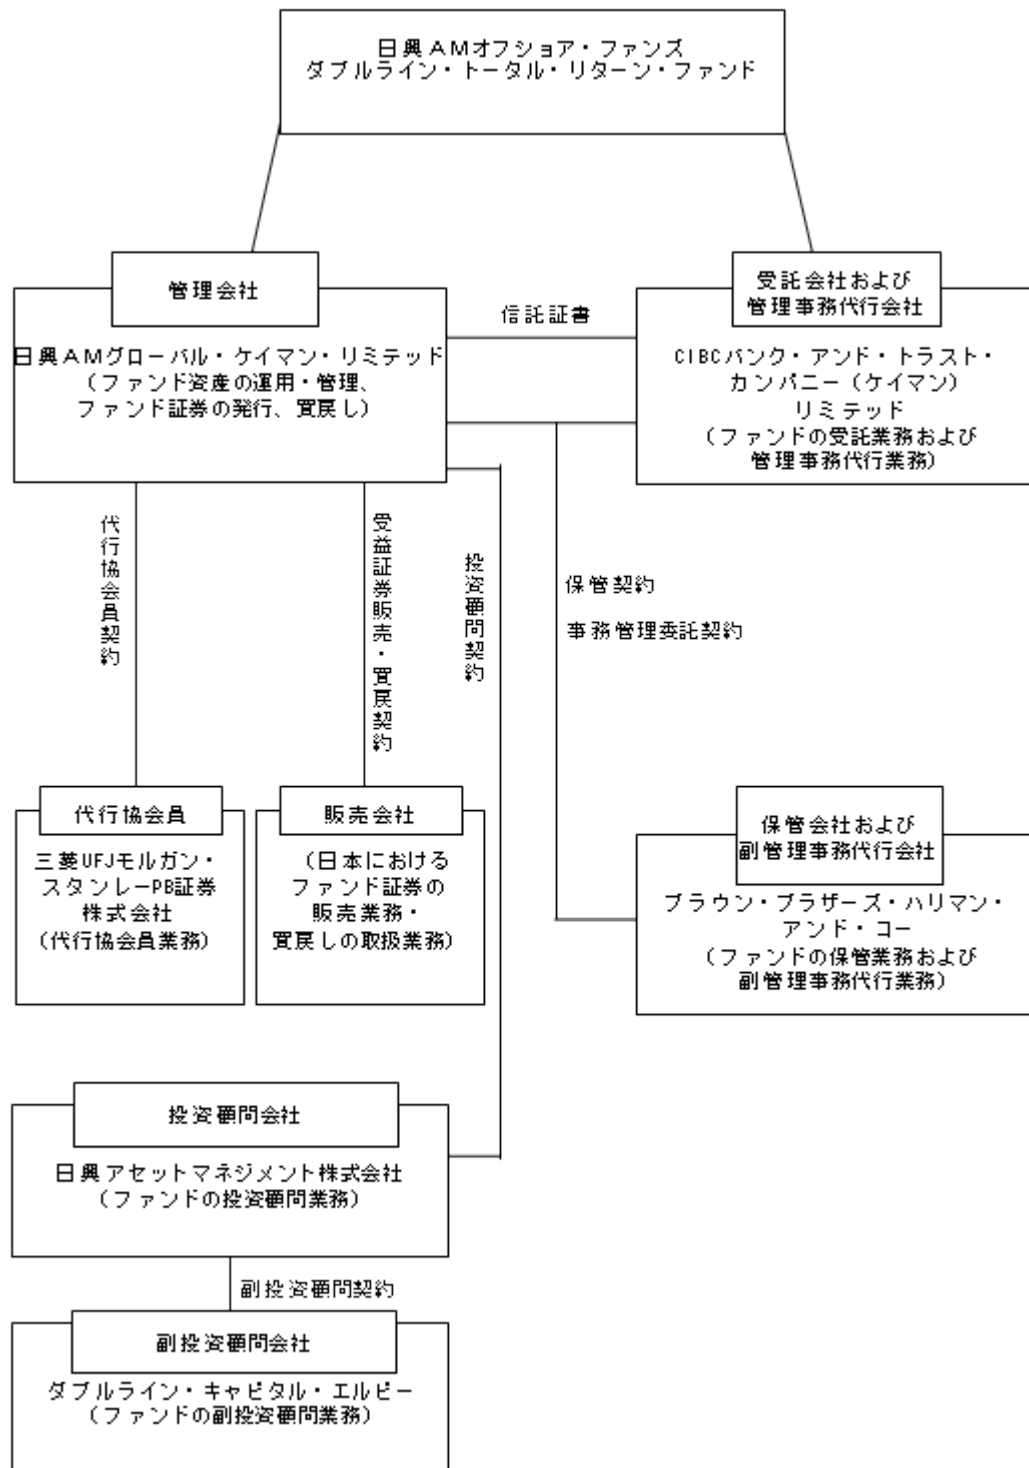 日興AMオフショア・ファンズ
ダブルライン・トータル・リターン・ファンド
管理会社
日興AMグローバル・ケイマン・リミテッド
(ファンド資産の運用・管理、
ファンド証券の発行、買戻し)
信託証書
受託会社および
管理事務代行会社
CIBCバンク・アンド・トラスト・
カンパニー(ケイマン)
リミテッド
(ファンドの受託業務および
管理事務代行業務)
代行協会員契約
受益証券販売・買戻契約
投資顧問契約
保管契約
事務管理委託契約
代行協会員
三菱UFJモルガン・
スタンレーPB証券
株式会社
(代行協会員業務)
販売会社
(日本における
ファンド証券の
販売業務・
買戻しの取扱業務)
保管会社および
副管理事務代行会社
ブラウン・ブラザーズ・ハリマン・
アンド・コー
(ファンドの保管業務および
副管理事務代行業務)
投資顧問会社
日興アセットマネジメント株式会社
(ファンドの投資顧問業務)
副投資顧問契約
副投資顧問会社
ダブルライン・キャピタル・エルピー
(ファンドの副投資顧問業務)